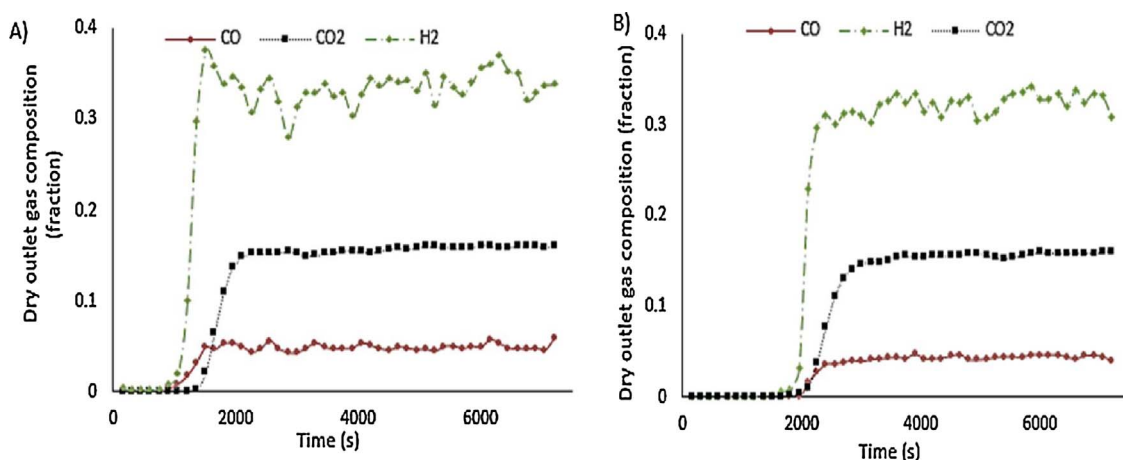 A)
CO CO2 H2
Dry outlet gas composition
(fraction)
0.4
0.3
0.2
0.1
0
0 2000 4000 6000
Time (s)
B)
CO H2 CO2
Dry outlet gas composition (fraction)
0.4
0.3
0.2
0.1
0
0 2000 4000 6000
Time (s)